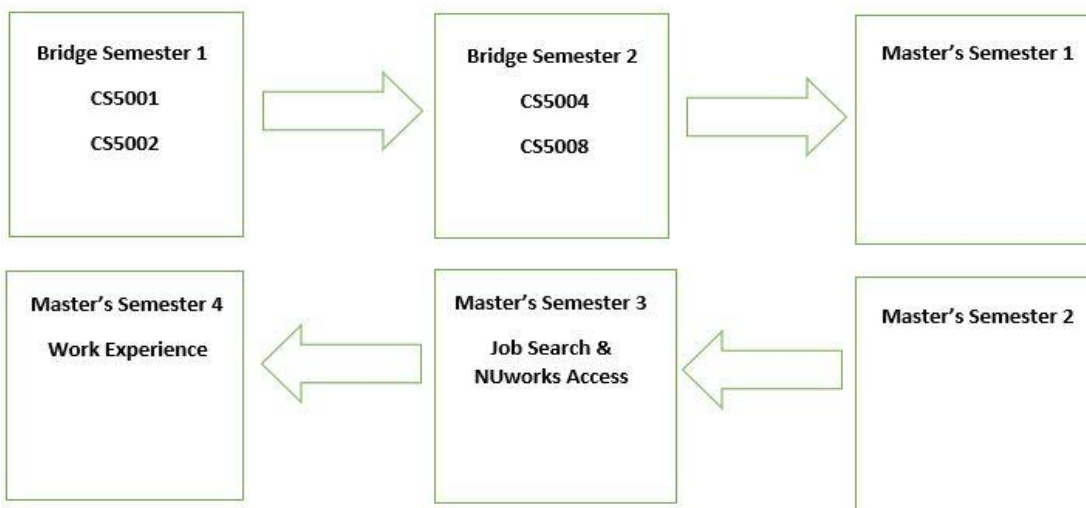 Bridge Semester 1
CS5001
CS5002
Bridge Semester 2
CS5004
CS5008
Master’s Semester 1
Master’s Semester 2
Master’s Semester 3
Job Search &
NUworks Access
Master’s Semester 4
Work Experience